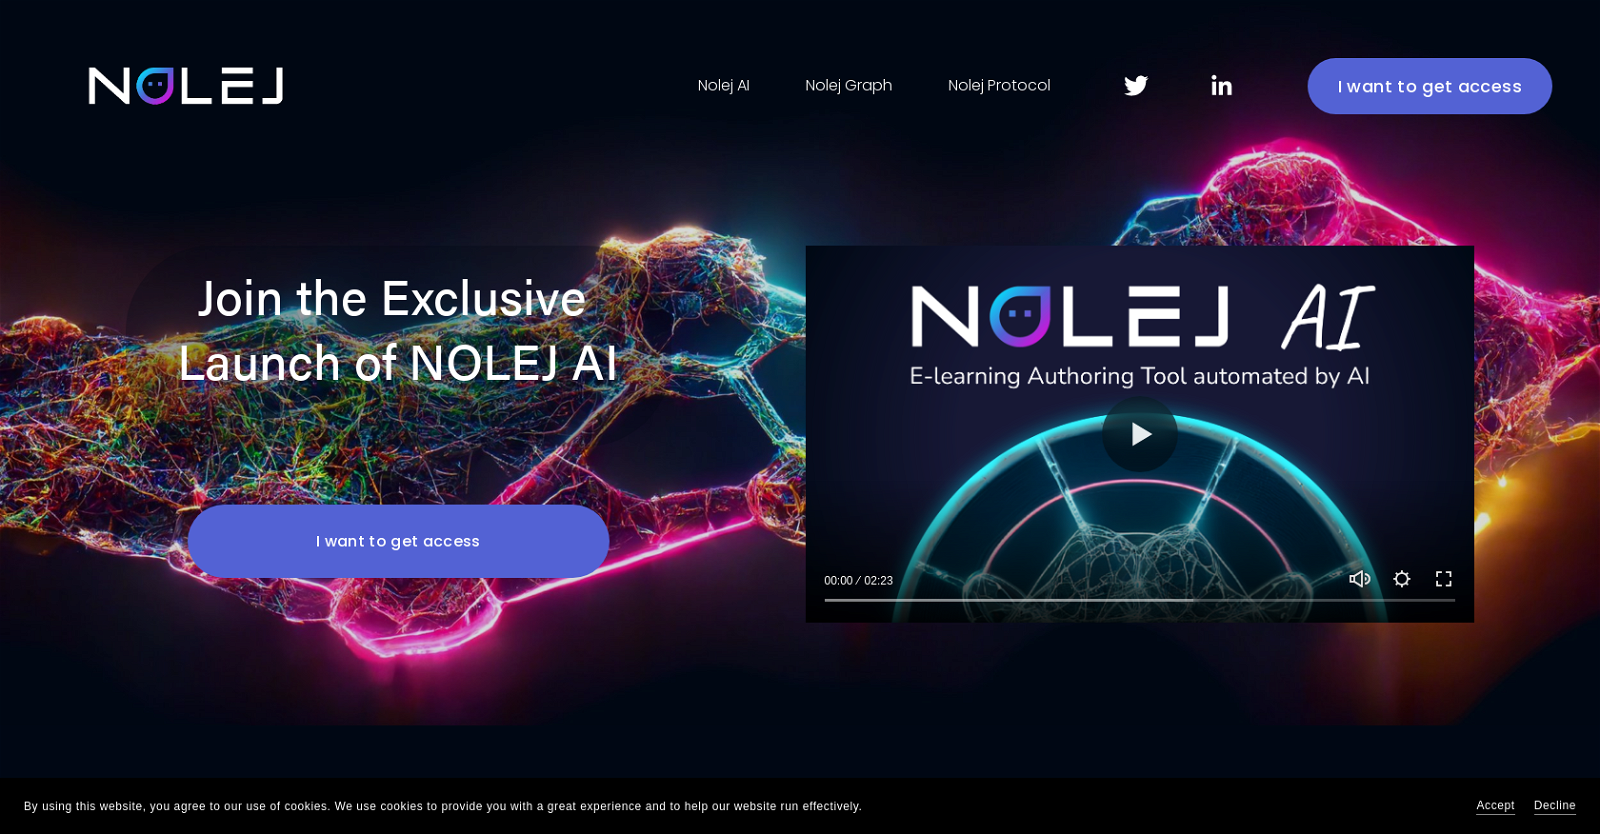 NOLEJ
Nolej AI
Nolej Graph
Nolej Protocol
I want to get access
Join the Exclusive
Launch of NOLEJ AI
I want to get access
NOLEJ AI
E-learning Authoring Tool automated by AI
00:00 / 02:23
By using this website, you agree to our use of cookies. We use cookies to provide you with a great experience and to help our website run effectively.
Accept
Decline